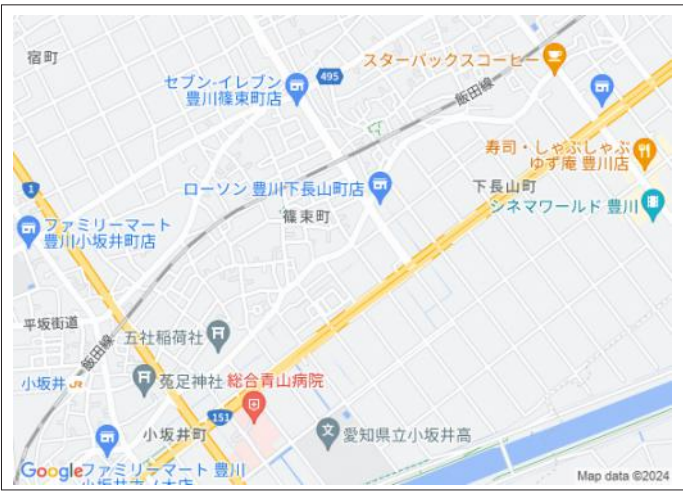 宿町
スターバックスコーヒー
495
セブン-イレブン
豊川篠東町店
飯田線
寿司・しゃぶしゃぶ
ゆず庵 豊川店
1
ローソン 豊川下長山町店
下長山町
シネマワールド 豊川
篠東町
ファミリーマート
豊川小坂井町店
平坂街道
五社稲荷社
飯田線
小坂井
JR
菟足神社
総合青山病院
151
小坂井町
愛知県立小坂井高
Google
ファミリーマート 豊川
Map data ©2024